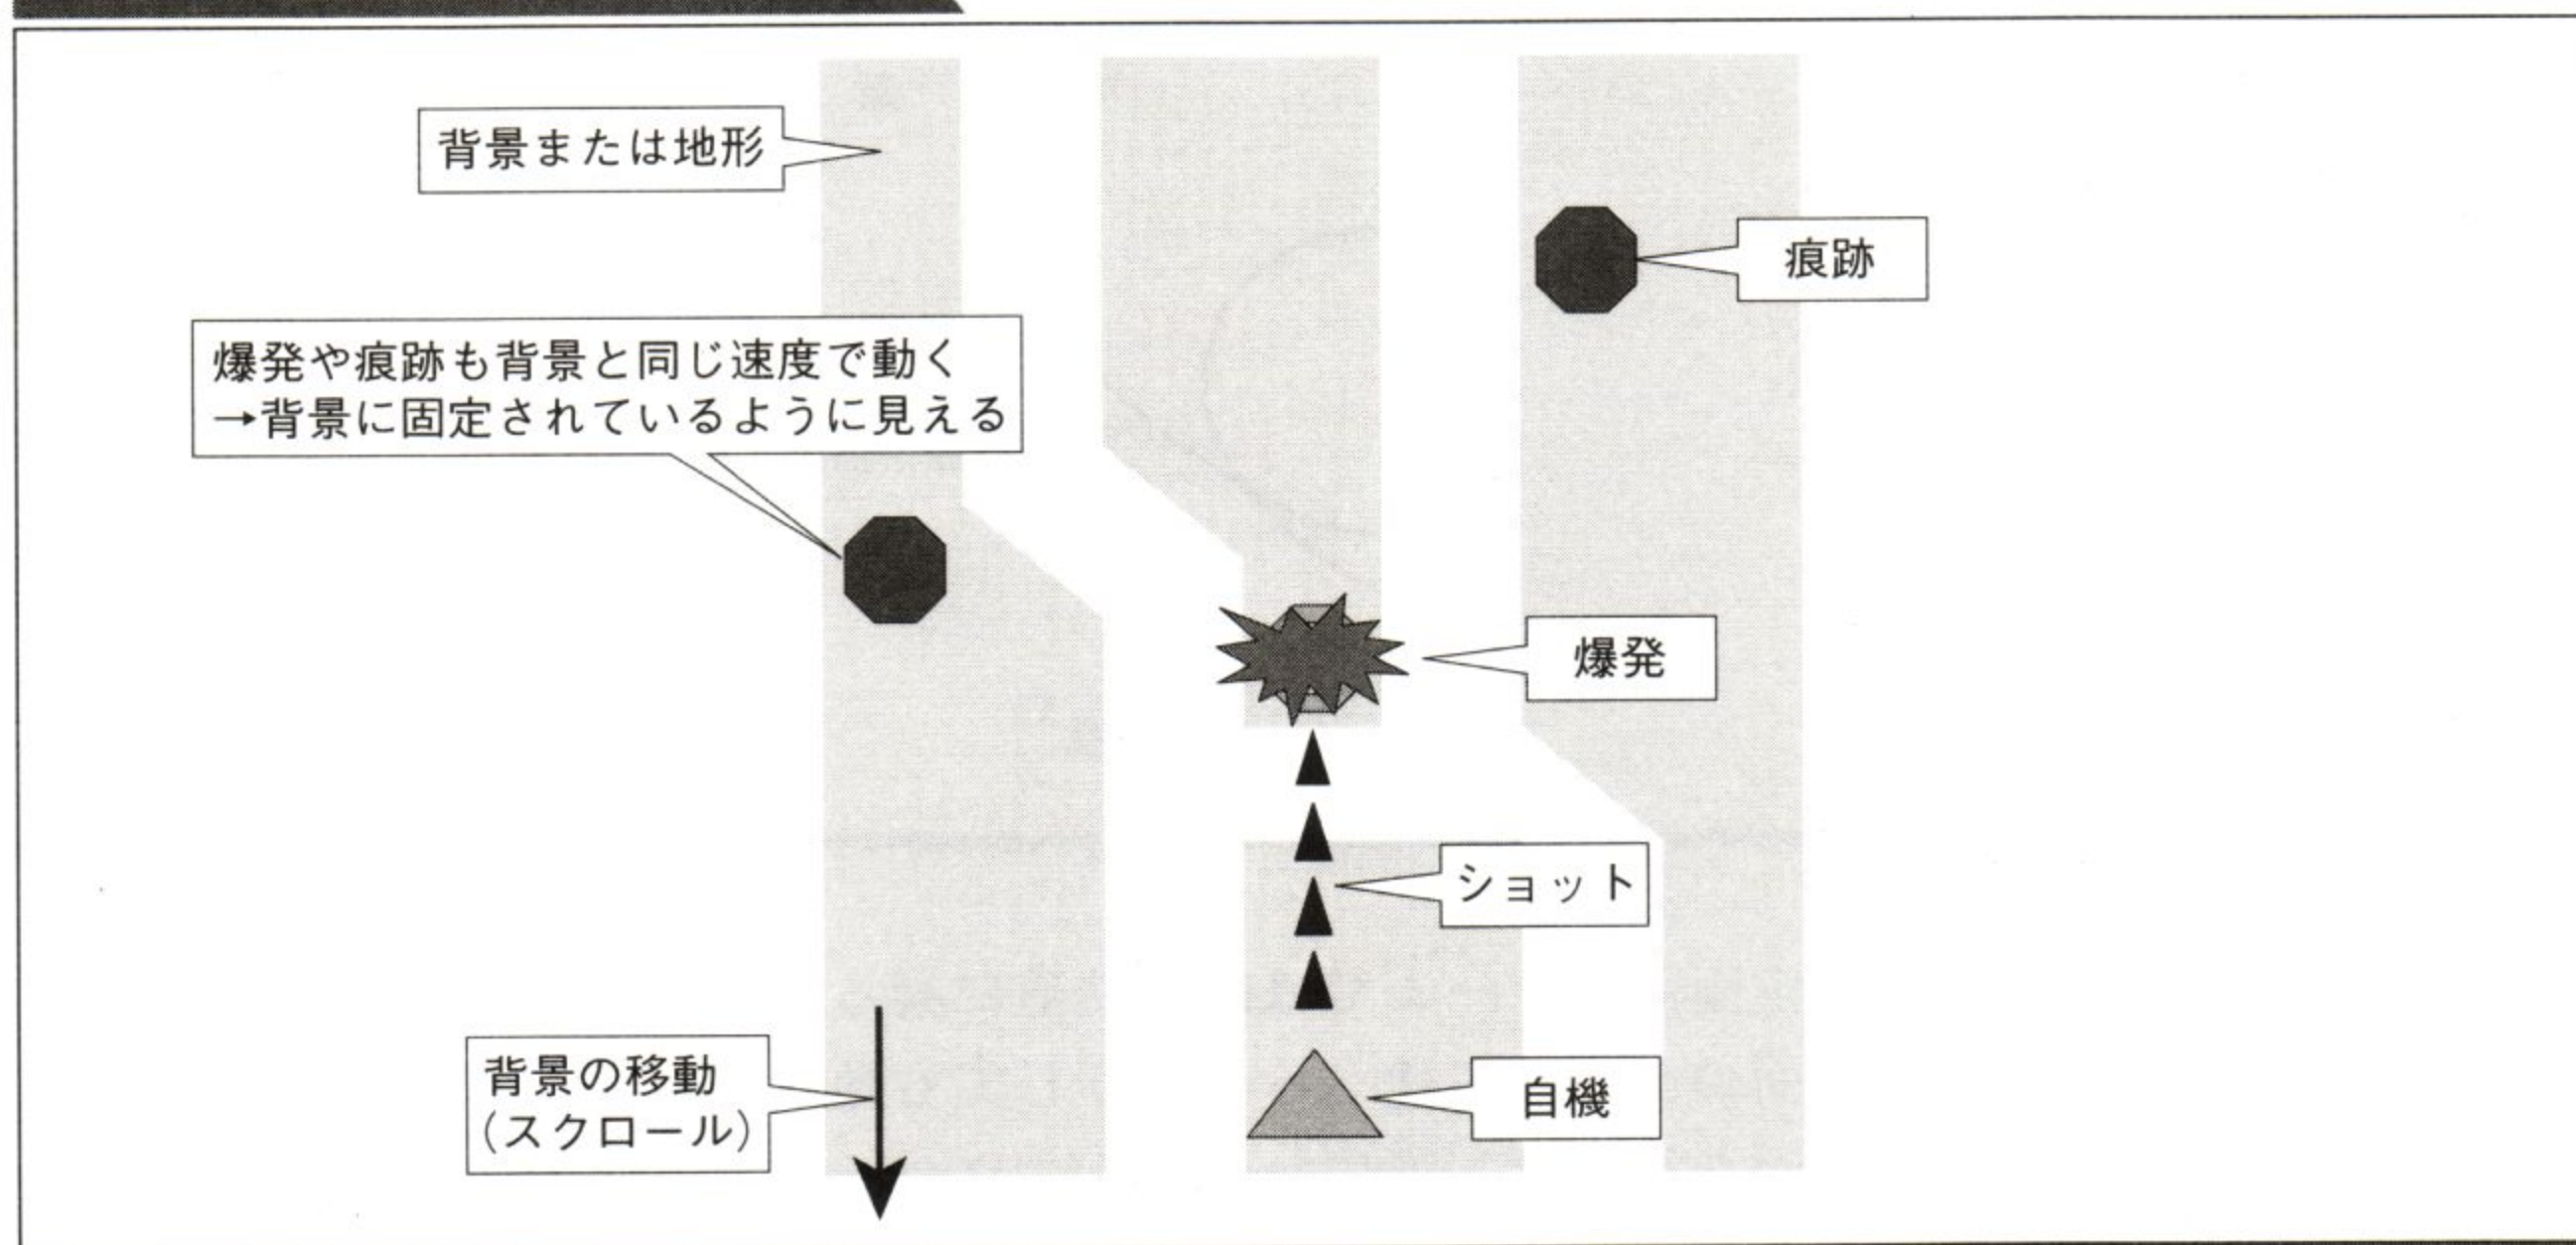 背景または地形
痕跡
爆発や痕跡も背景と同じ速度で動く
→背景に固定されているように見える
爆発
ショット
背景の移動
(スクロール)
自機